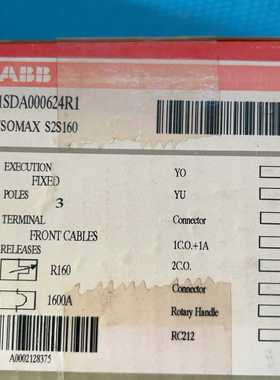 ABB
1SDA000624R1
SOMAX S2S160
EXECUTION
FIXED
POLES
3
TERMINAL
FRONT CABLES
RELEASES
R160
1600A
A0002128375
YO
YU
Connector
1C.O.+1A
2C.O.
Connector
Rotary Handle
RC212